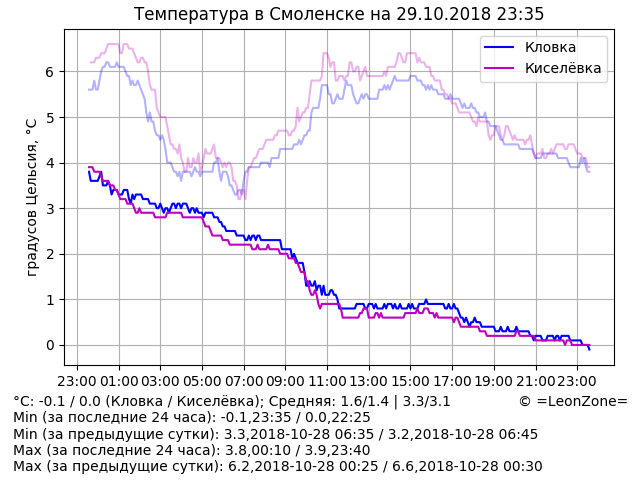 Температура в Смоленске на 29.10.2018 23:35
Кловка
Киселёвка
градусов Цельсия, °C
6
5
4
3
2
1
0
23:00 01:00 03:00 05:00 07:00 09:00 11:00 13:00 15:00 17:00 19:00 21:00 23:00
°C: -0.1 / 0.0 (Кловка / Киселёвка); Средняя: 1.6/1.4 | 3.3/3.1 © =LeonZone=
Min (за последние 24 часа): -0.1,23:35 / 0.0,22:25
Min (за предыдущие сутки): 3.3,2018-10-28 06:35 / 3.2,2018-10-28 06:45
Max (за последние 24 часа): 3.8,00:10 / 3.9,23:40
Max (за предыдущие сутки): 6.2,2018-10-28 00:25 / 6.6,2018-10-28 00:30